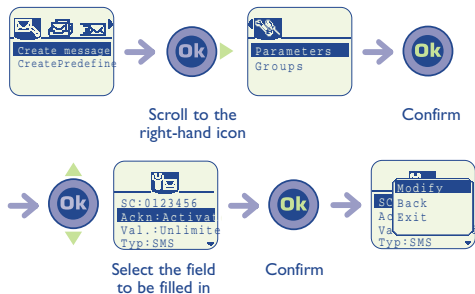 Create message
CreatePredefine
Ok
Parameters
Groups
Ok
Scroll to the
right-hand icon
Confirm
Ok
SC:0123456
Ackn:Activat
Val.:Unlimite
Typ:SMS
Ok
SC
Ac
Va
Typ:SMS
Modify
Back
Exit
Select the field
to be filled in
Confirm